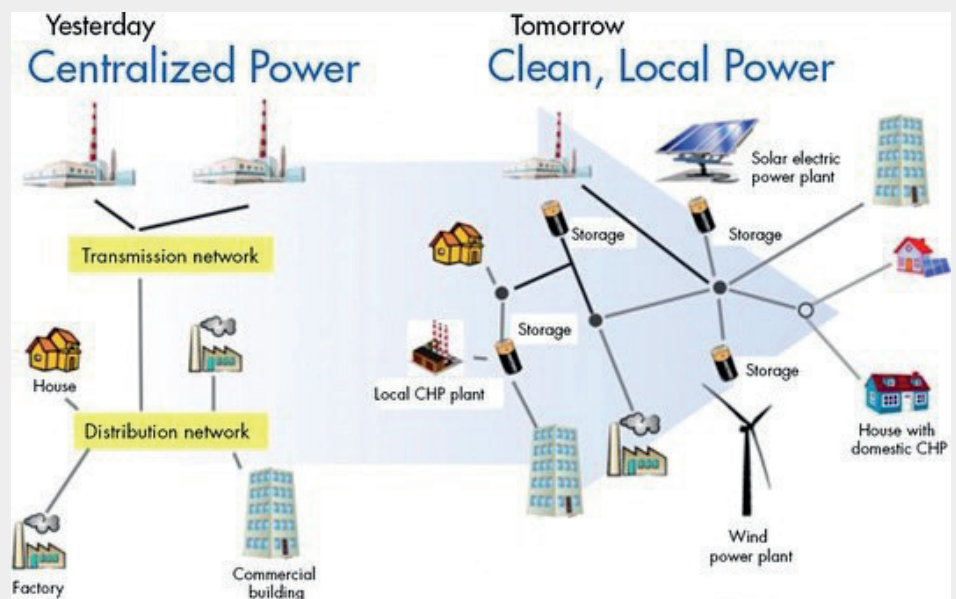 Yesterday
Centralized Power
Transmission network
House
Distribution network
Factory
Commercial
building
Tomorrow
Clean, Local Power
Solar electric
power plant
Storage
Storage
Storage
Local CHP plant
Storage
House with
domestic CHP
Wind
power plant